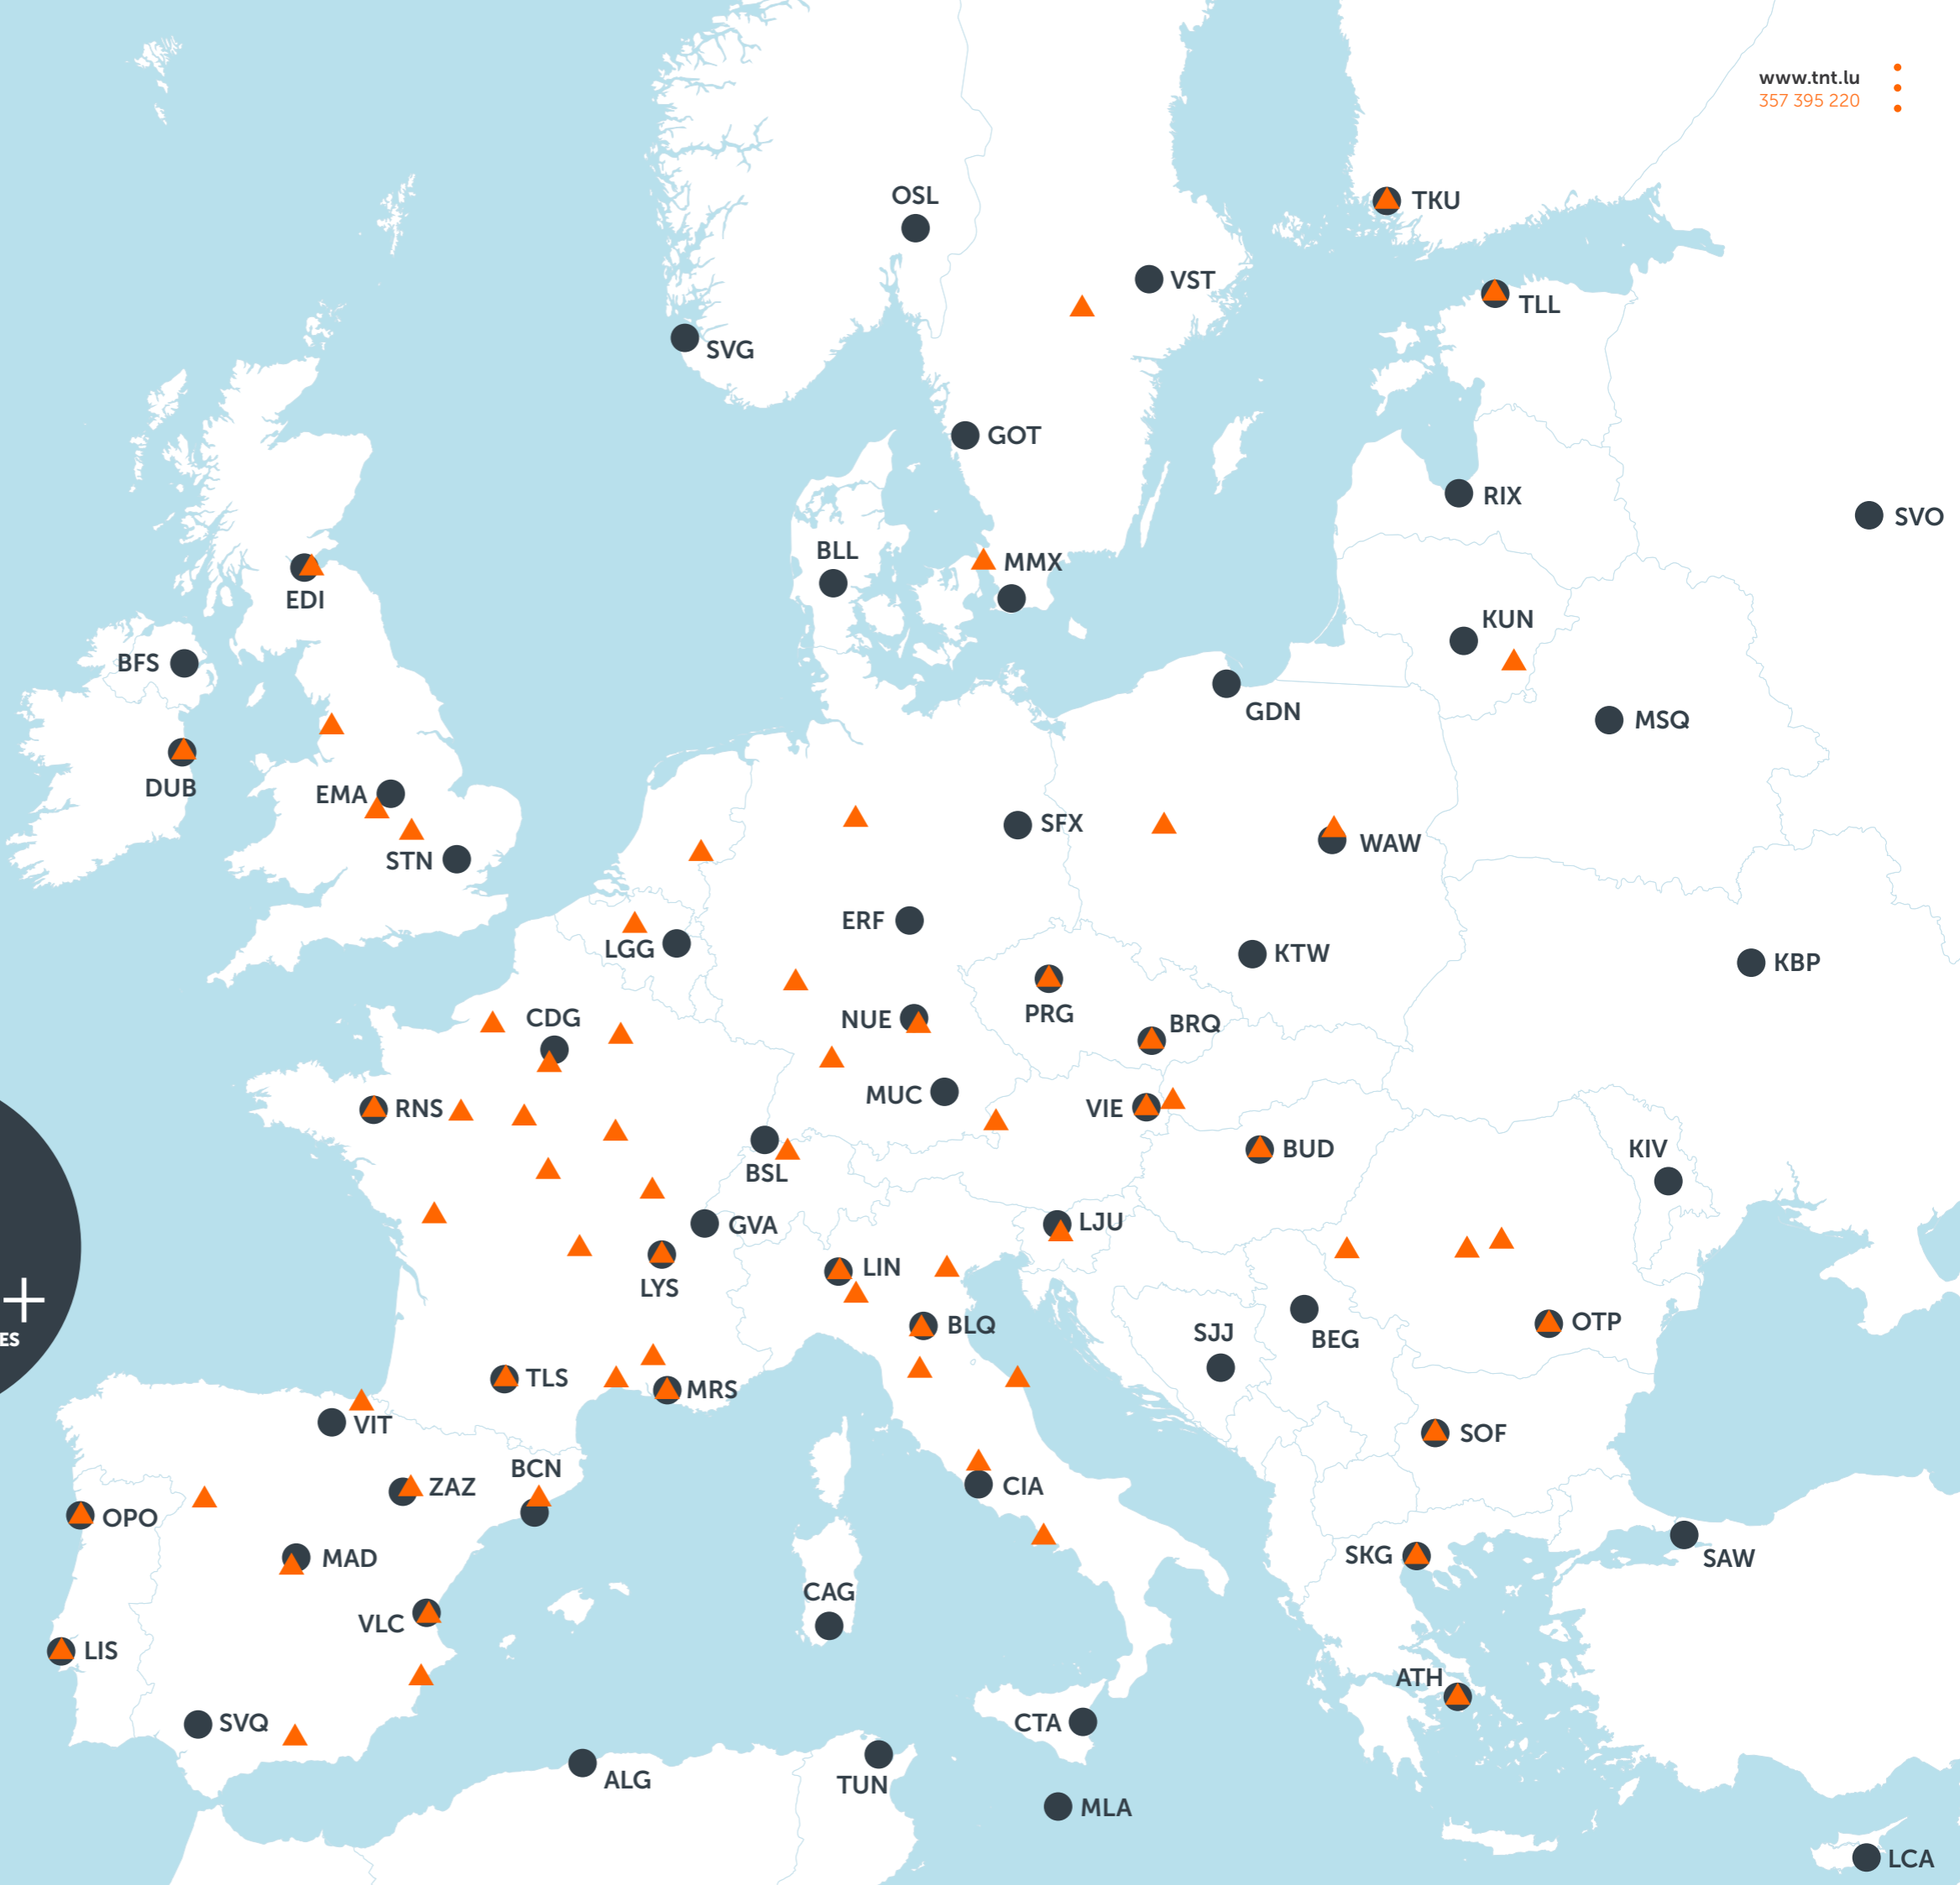 www.tnt.lu
357 395 220
OSL
TKU
VST
TLL
SVG
GOT
RIX
SVO
BLL
MMX
EDI
KUN
BFS
GDN
MSQ
DUB
EMA
SFX
WAW
STN
ERF
LGG
KTW
KBP
CDG
NUE
PRG
BRQ
MUC
RNS
VIE
BUD
KIV
BSL
GVA
LJU
LIN
LYS
BLQ
SJJ
BEG
OTP
ES
TLS
MRS
VIT
SOF
BCN
ZAZ
CIA
OPO
MAD
SKG
SAW
CAG
VLC
LIS
ATH
SVQ
CTA
ALG
TUN
MLA
LCA